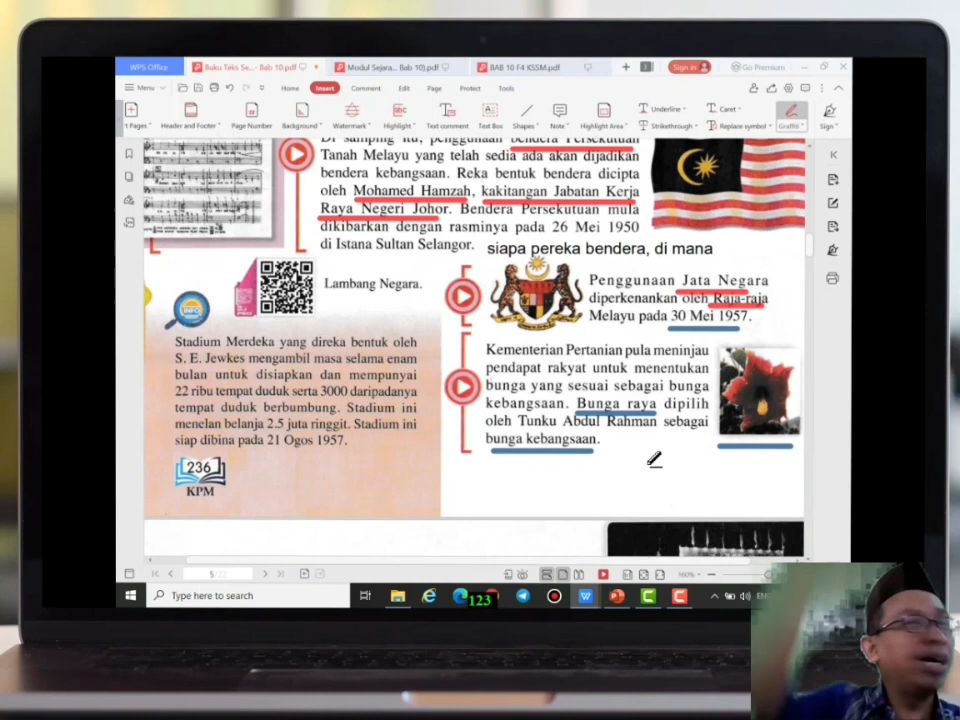 WPS Office
Buku Teks Se...- Bab 10.pdf
Modul Sejara... Bab 10).pdf
BAB 10 F4 KSSM.pdf
Sign in
Go Premium
Menu
Home
Insert
Comment
Edit
Page
Protect
Tools
rt Pages
Header and Footer
Page Number
Background
Watermark
Highlight
Text comment
Text Box
Shapes
Note
Highlight Area
Underline
Strikethrough
Caret
Replace symbol
Graffiti
Sign
Di samping itu, penggunaan bendera Persekutuan
Tanah Melayu yang telah sedia ada akan dijadikan
bendera kebangsaan. Reka bentuk bendera dicipta
oleh Mohamed Hamzah, kakitangan Jabatan Kerja
Raya Negeri Johor. Bendera Persekutuan mula
dikibarkan dengan rasminya pada 26 Mei 1950
di Istana Sultan Selangor.
siapa pereka bendera, di mana
Lambang Negara.
INFO
Stadium Merdeka yang direka bentuk oleh
S. E. Jewkes mengambil masa selama enam
bulan untuk disiapkan dan mempunyai
22 ribu tempat duduk serta 3000 daripadanya
tempat duduk berbumbung. Stadium ini
menelan belanja 2.5 juta ringgit. Stadium ini
siap dibina pada 21 Ogos 1957.
236
KPM
Penggunaan Jata Negara
diperkenankan oleh Raja-raja
Melayu pada 30 Mei 1957.
Kementerian Pertanian pula meninjau
pendapat rakyat untuk menentukan
bunga yang sesuai sebagai bunga
kebangsaan. Bunga raya dipilih
oleh Tunku Abdul Rahman sebagai
bunga kebangsaan.
5/22
160%
Type here to search
123
ENG